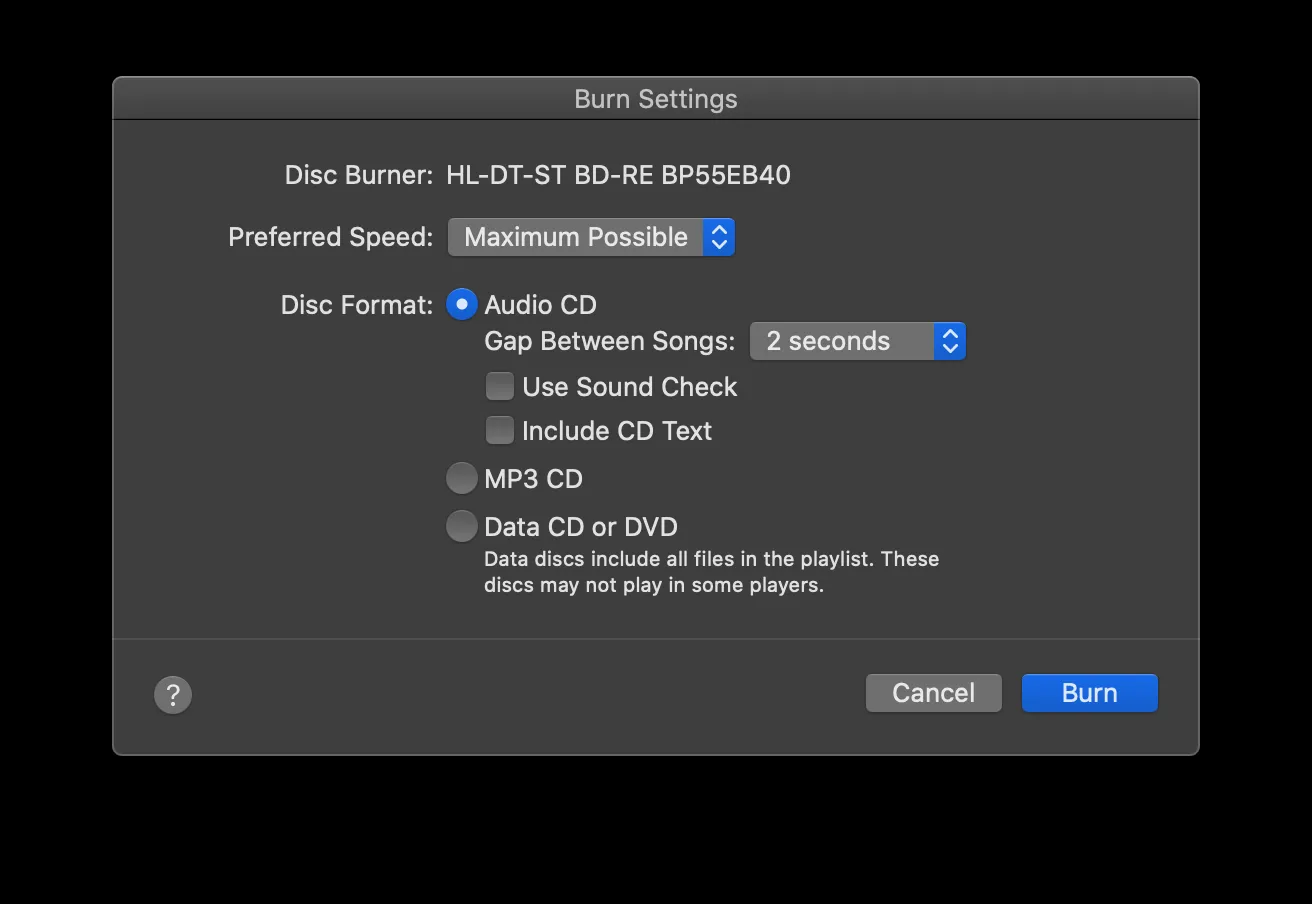 Burn Settings
Disc Burner: HL-DT-ST BD-RE BP55EB40
Preferred Speed: Maximum Possible
Disc Format: Audio CD
Gap Between Songs: 2 seconds
Use Sound Check
Include CD Text
MP3 CD
Data CD or DVD
Data discs include all files in the playlist. These
discs may not play in some players.
? Cancel Burn